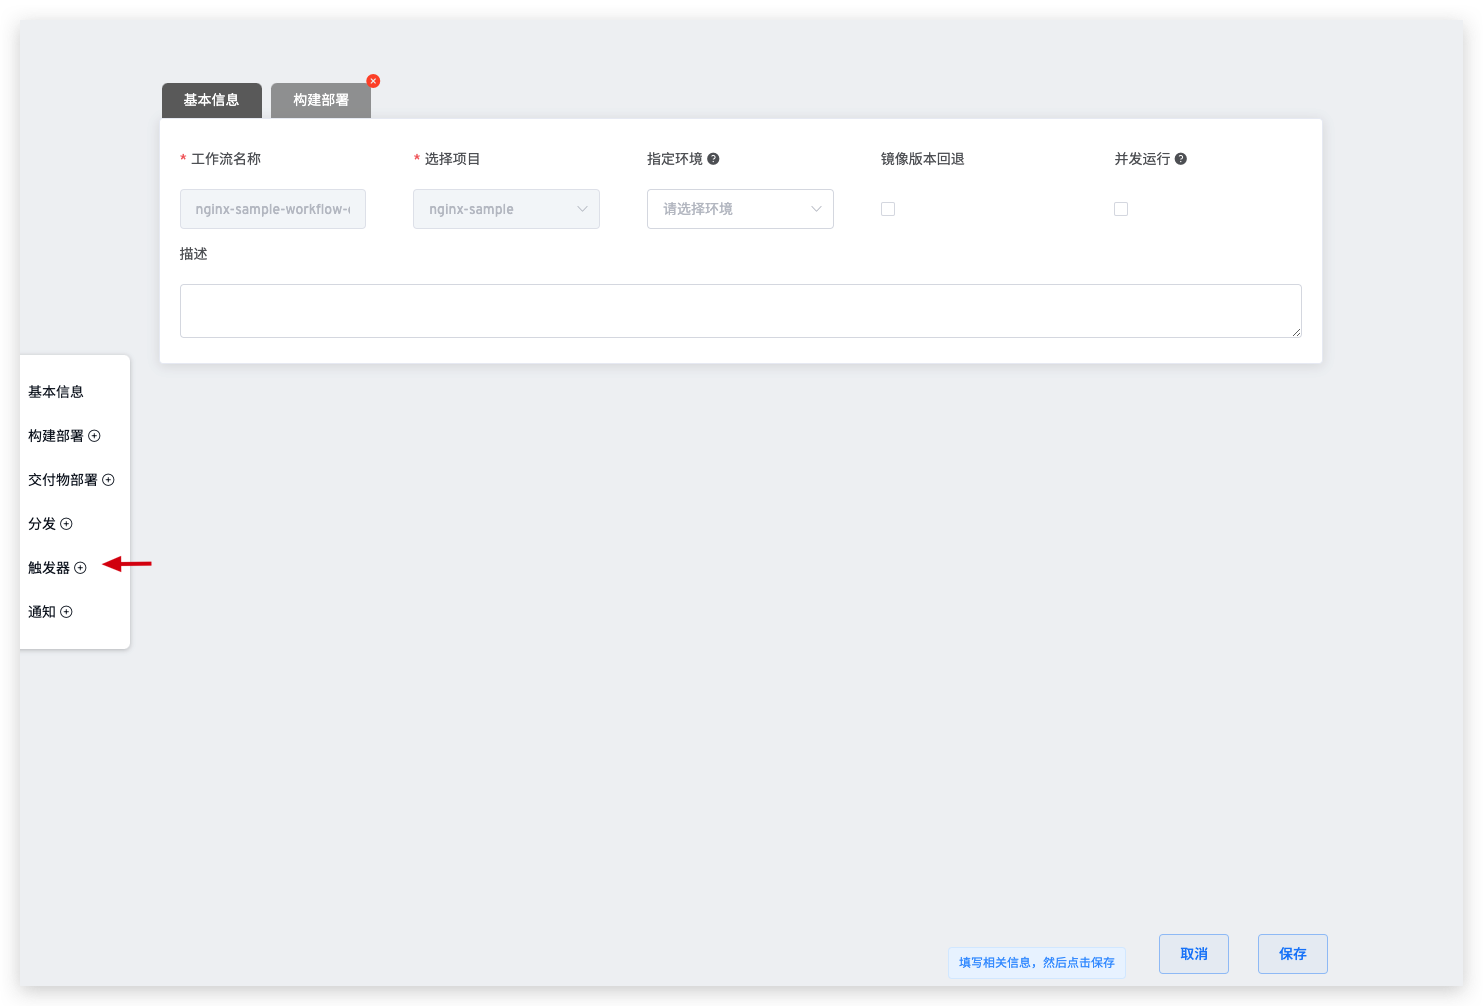 基本信息
构建部署
* 工作流名称
* 选择项目
指定环境
镜像版本回退
并发运行
nginx-sample-workflow-
nginx-sample
请选择环境
描述
基本信息
构建部署
交付物部署
分发
触发器
通知
填写相关信息，然后点击保存
取消
保存